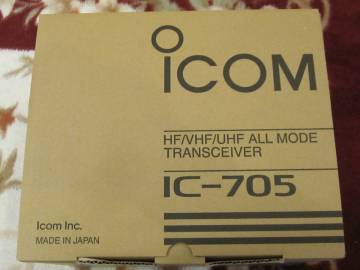 ICOM
HF/VHF/UHF ALL MODE
TRANSCEIVER
IC-705
Icom Inc.
MADE IN JAPAN